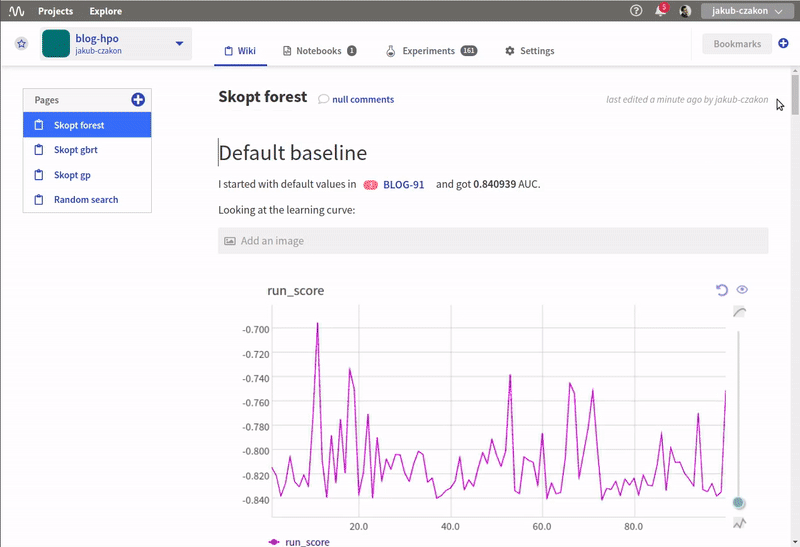 Projects Explore 5 jakub-czakon
blog-hpo
jakub-czakon
Wiki Notebooks 1 Experiments 161 Settings Bookmarks
Pages
Skopt forest
Skopt gbrt
Skopt gp
Random search
Skopt forest null comments last edited a minute ago by jakub-czakon
Default baseline
I started with default values in BLOG-91 and got 0.840939 AUC.
Looking at the learning curve:
Add an image
run_score
-0.700
-0.720
-0.740
-0.760
-0.780
-0.800
-0.820
-0.840
20.0 40.0 60.0 80.0
run_score